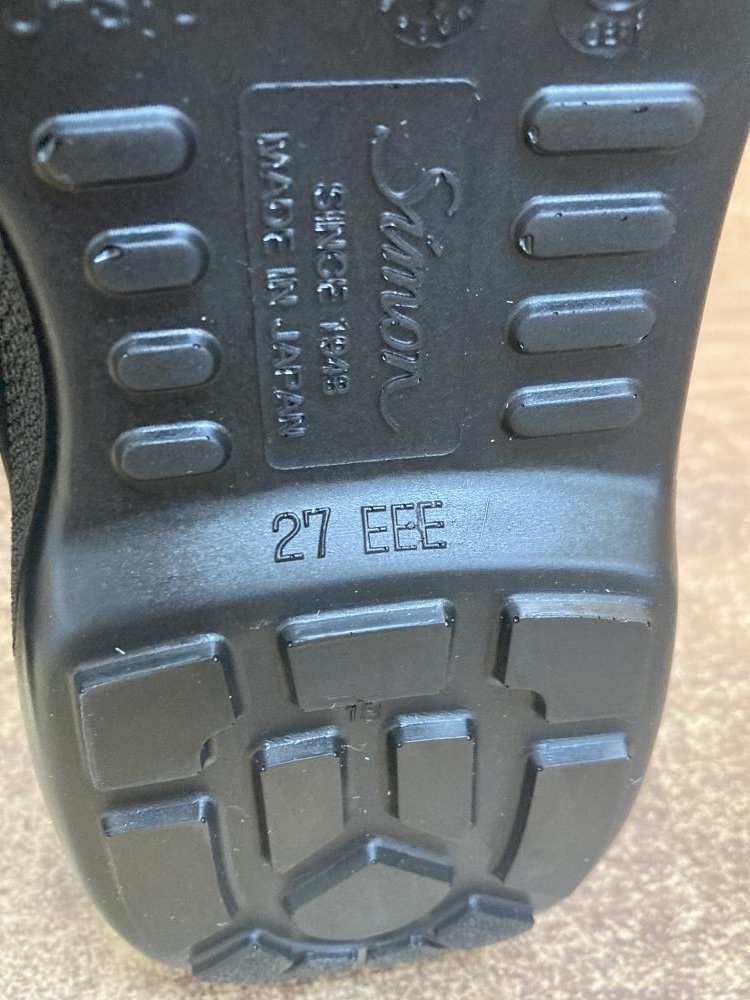 Simon
SINCE 1948
MADE IN JAPAN
27 EEE